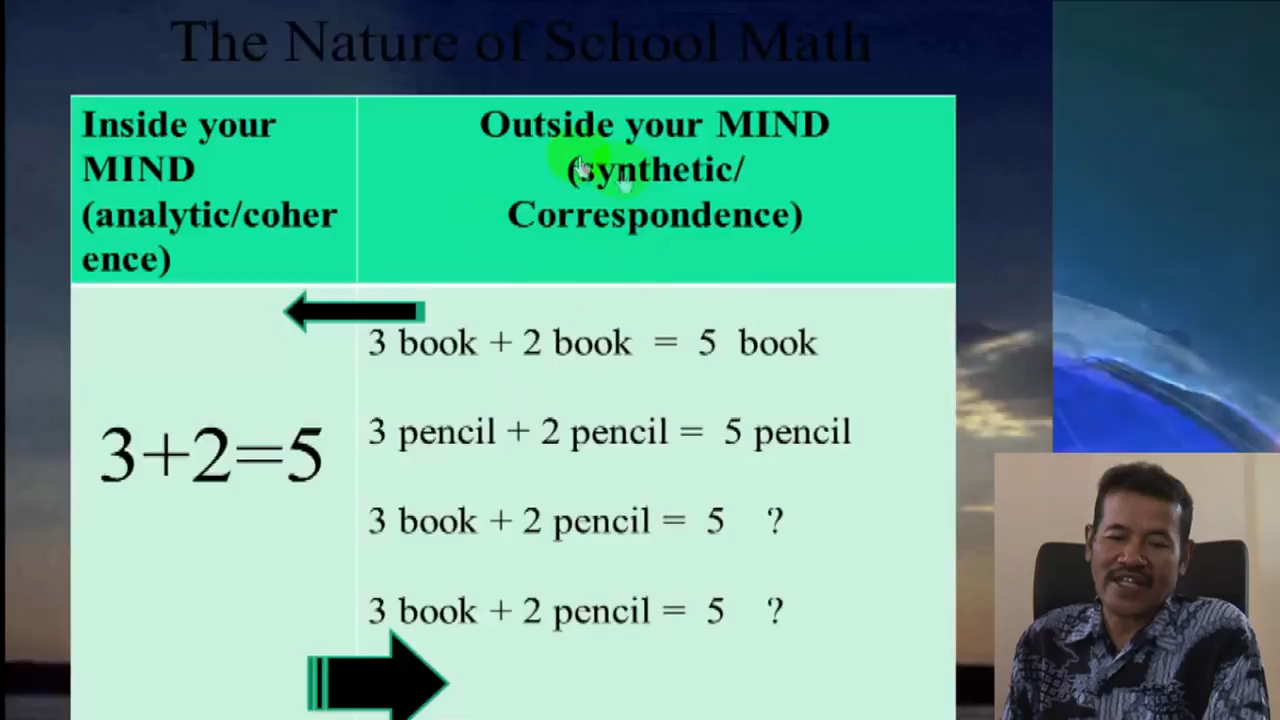 The Nature of School Math
Inside your
MIND
(analytic/coher
ence)
Outside your MIND
(synthetic/
Correspondence)
3+2=5
3 book + 2 book = 5 book
3 pencil + 2 pencil = 5 pencil
3 book + 2 pencil = 5 ?
3 book + 2 pencil = 5 ?